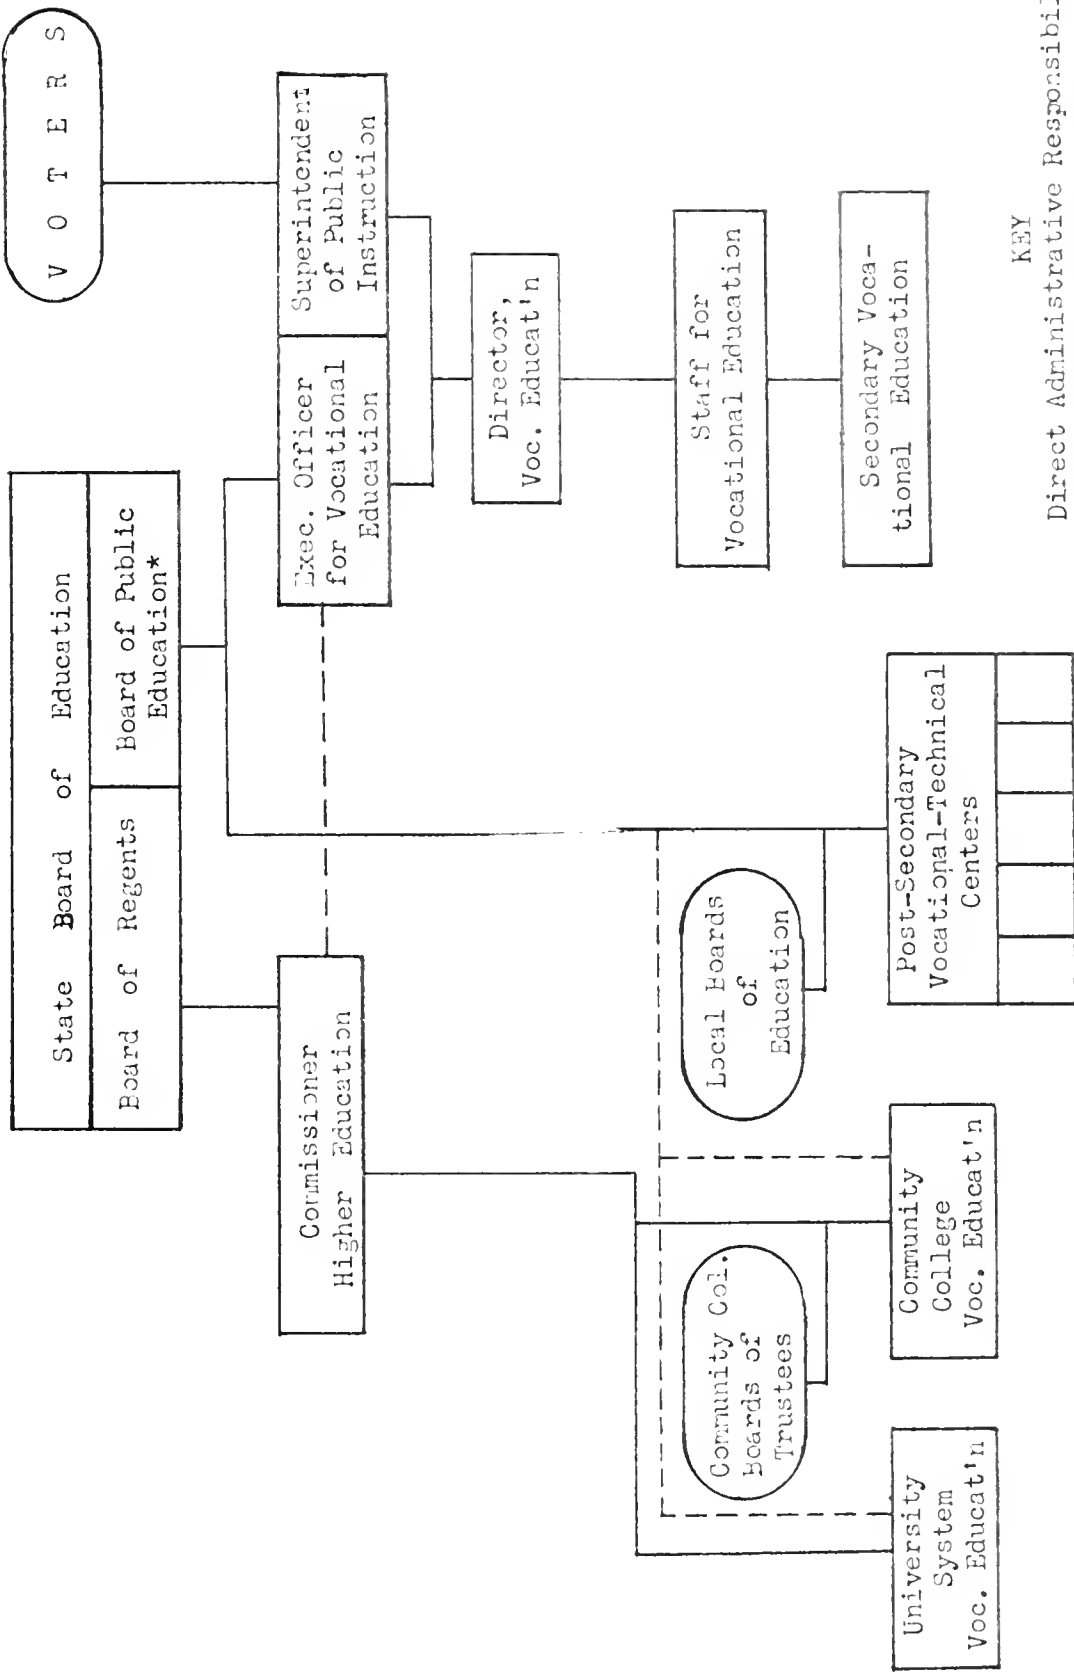 V O T E R S
State Board of Education
Board of Regents
Board of Public
Education*
Commissioner
Higher Education
Exec. Officer
for Vocational
Education
Superintendent
of Public
Instruction
Director,
Voc. Educat'n
Staff for
Vocational Education
Secondary Voca-
tional Education
Community Col.
Boards of
Trustees
Local Boards
of
Education
University
System
Voc. Educat'n
Community
College
Voc. Educat'n
Post-Secondary
Vocational-Technical
Centers
KEY
Direct Administrative Responsibil